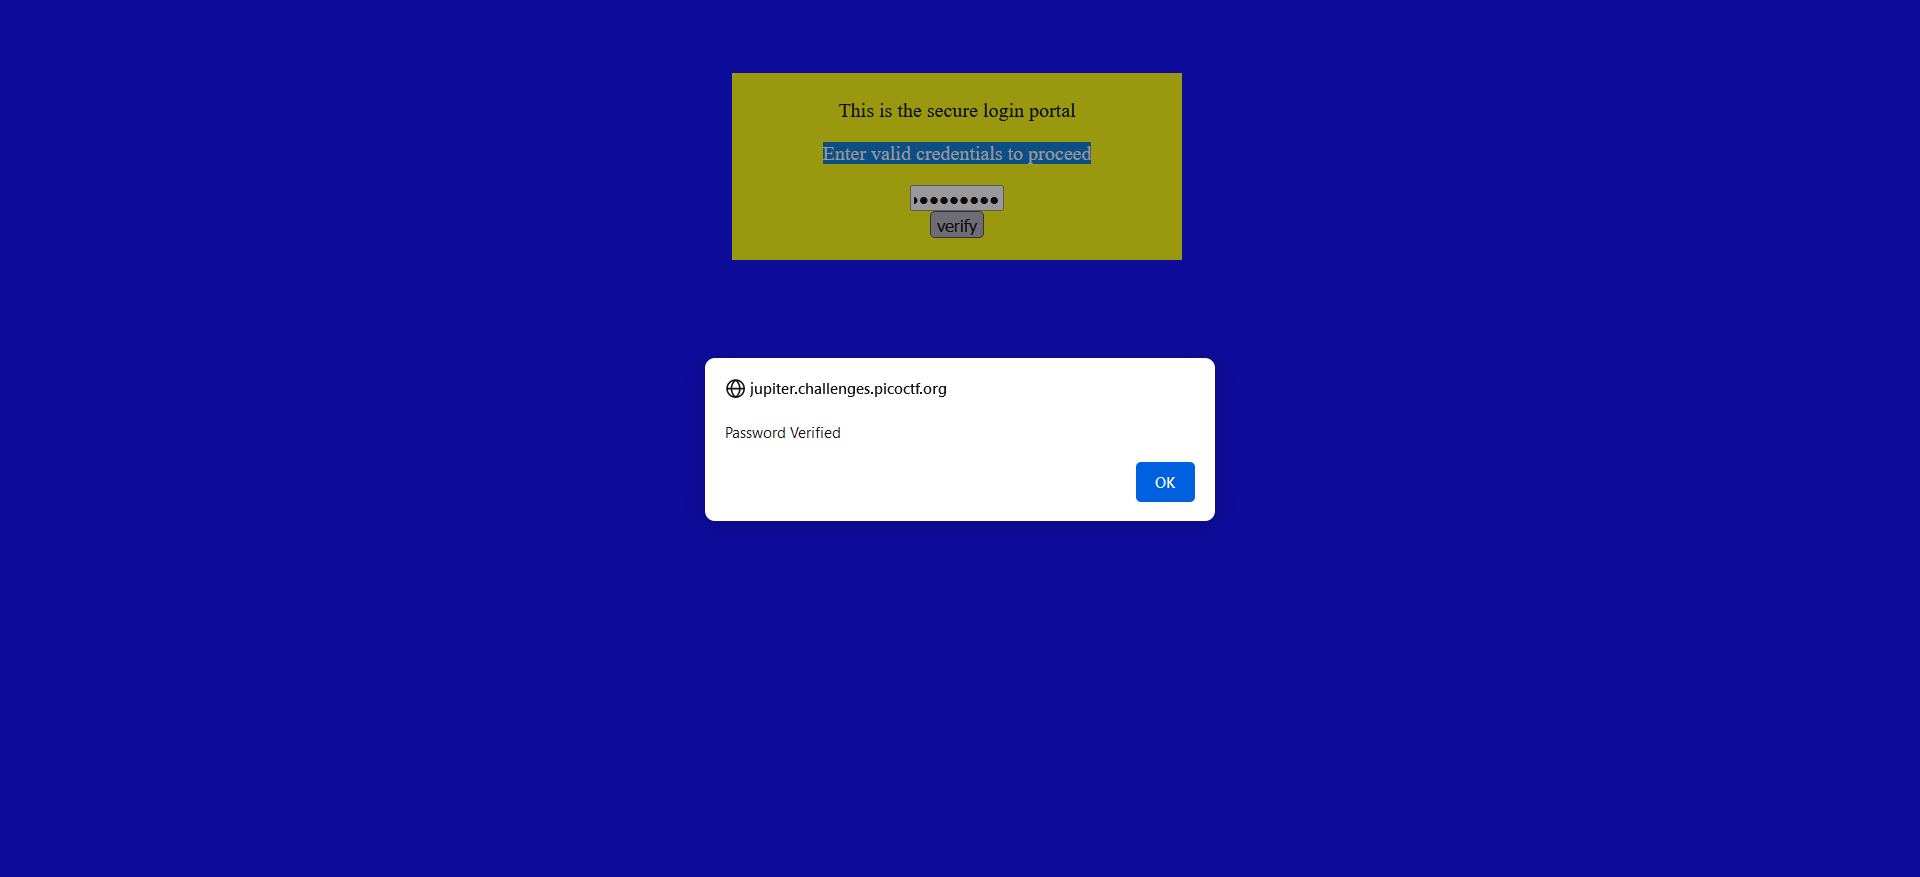 This is the secure login portal
Enter valid credentials to proceed
verify
jupiter.challenges.picoctf.org
Password Verified
OK